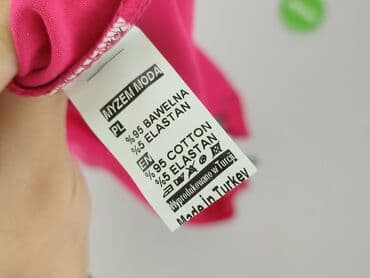 MYZEM MODA
PL
%95 BAWEŁNA
%5 ELASTAN
EN
%95 COTTON
%5 ELASTAN
Wyprodukowano w Turcji
Made in Turkey